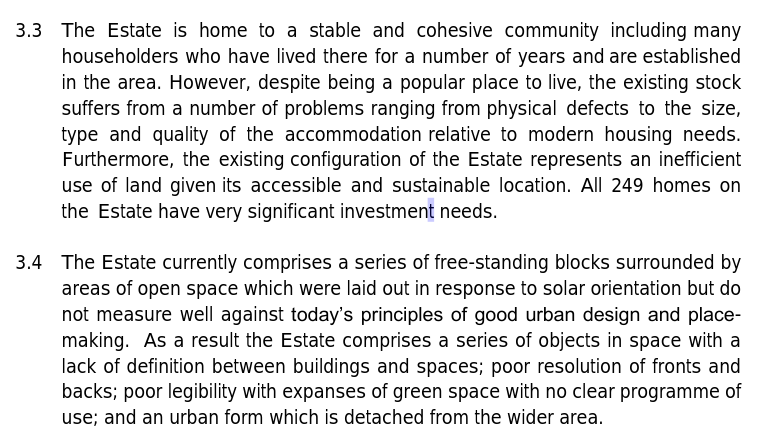 3.3 The Estate is home to a stable and cohesive community including many
householders who have lived there for a number of years and are established
in the area. However, despite being a popular place to live, the existing stock
suffers from a number of problems ranging from physical defects to the size,
type and quality of the accommodation relative to modern housing needs.
Furthermore, the existing configuration of the Estate represents an inefficient
use of land given its accessible and sustainable location. All 249 homes on
the Estate have very significant investment needs.
3.4 The Estate currently comprises a series of free-standing blocks surrounded by
areas of open space which were laid out in response to solar orientation but do
not measure well against today’s principles of good urban design and place-
making. As a result the Estate comprises a series of objects in space with a
lack of definition between buildings and spaces; poor resolution of fronts and
backs; poor legibility with expanses of green space with no clear programme of
use; and an urban form which is detached from the wider area.